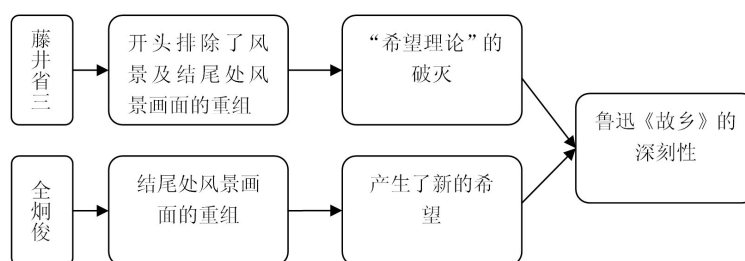 藤井省三
开头排除了风
景及结尾处风
景画面的重组
“希望理论”的
破灭
鲁迅《故乡》的
深刻性
全炯俊
结尾处风景画
面的重组
产生了新的希
望